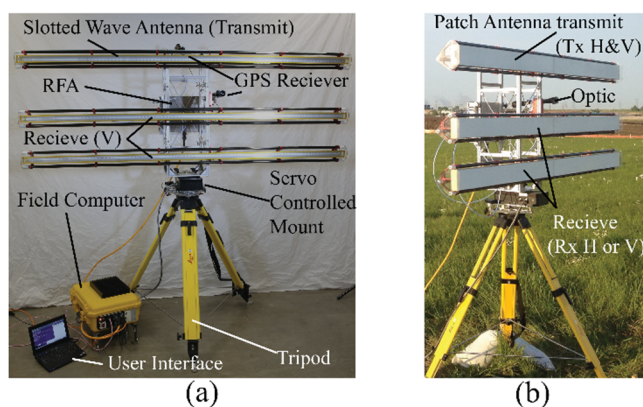 Slotted Wave Antenna (Transmit)
GPS Reciever
RFA
Recieve (V)
Servo
Controlled
Mount
Field Computer
User Interface
Tripod
(a)
Patch Antenna transmit
(Tx H&V)
Optic
Recieve
(Rx H or V)
(b)